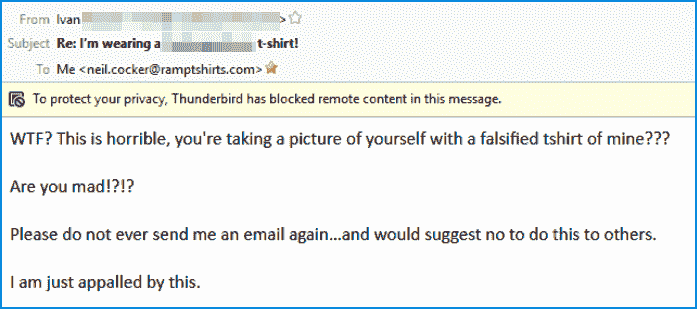 From Ivan >
Subject Re: I'm wearing a t-shirt!
To Me <neil.cocker@ramptshirts.com>
To protect your privacy, Thunderbird has blocked remote content in this message.
WTF? This is horrible, you're taking a picture of yourself with a falsified tshirt of mine???
Are you mad!?!?
Please do not ever send me an email again...and would suggest no to do this to others.
I am just appalled by this.